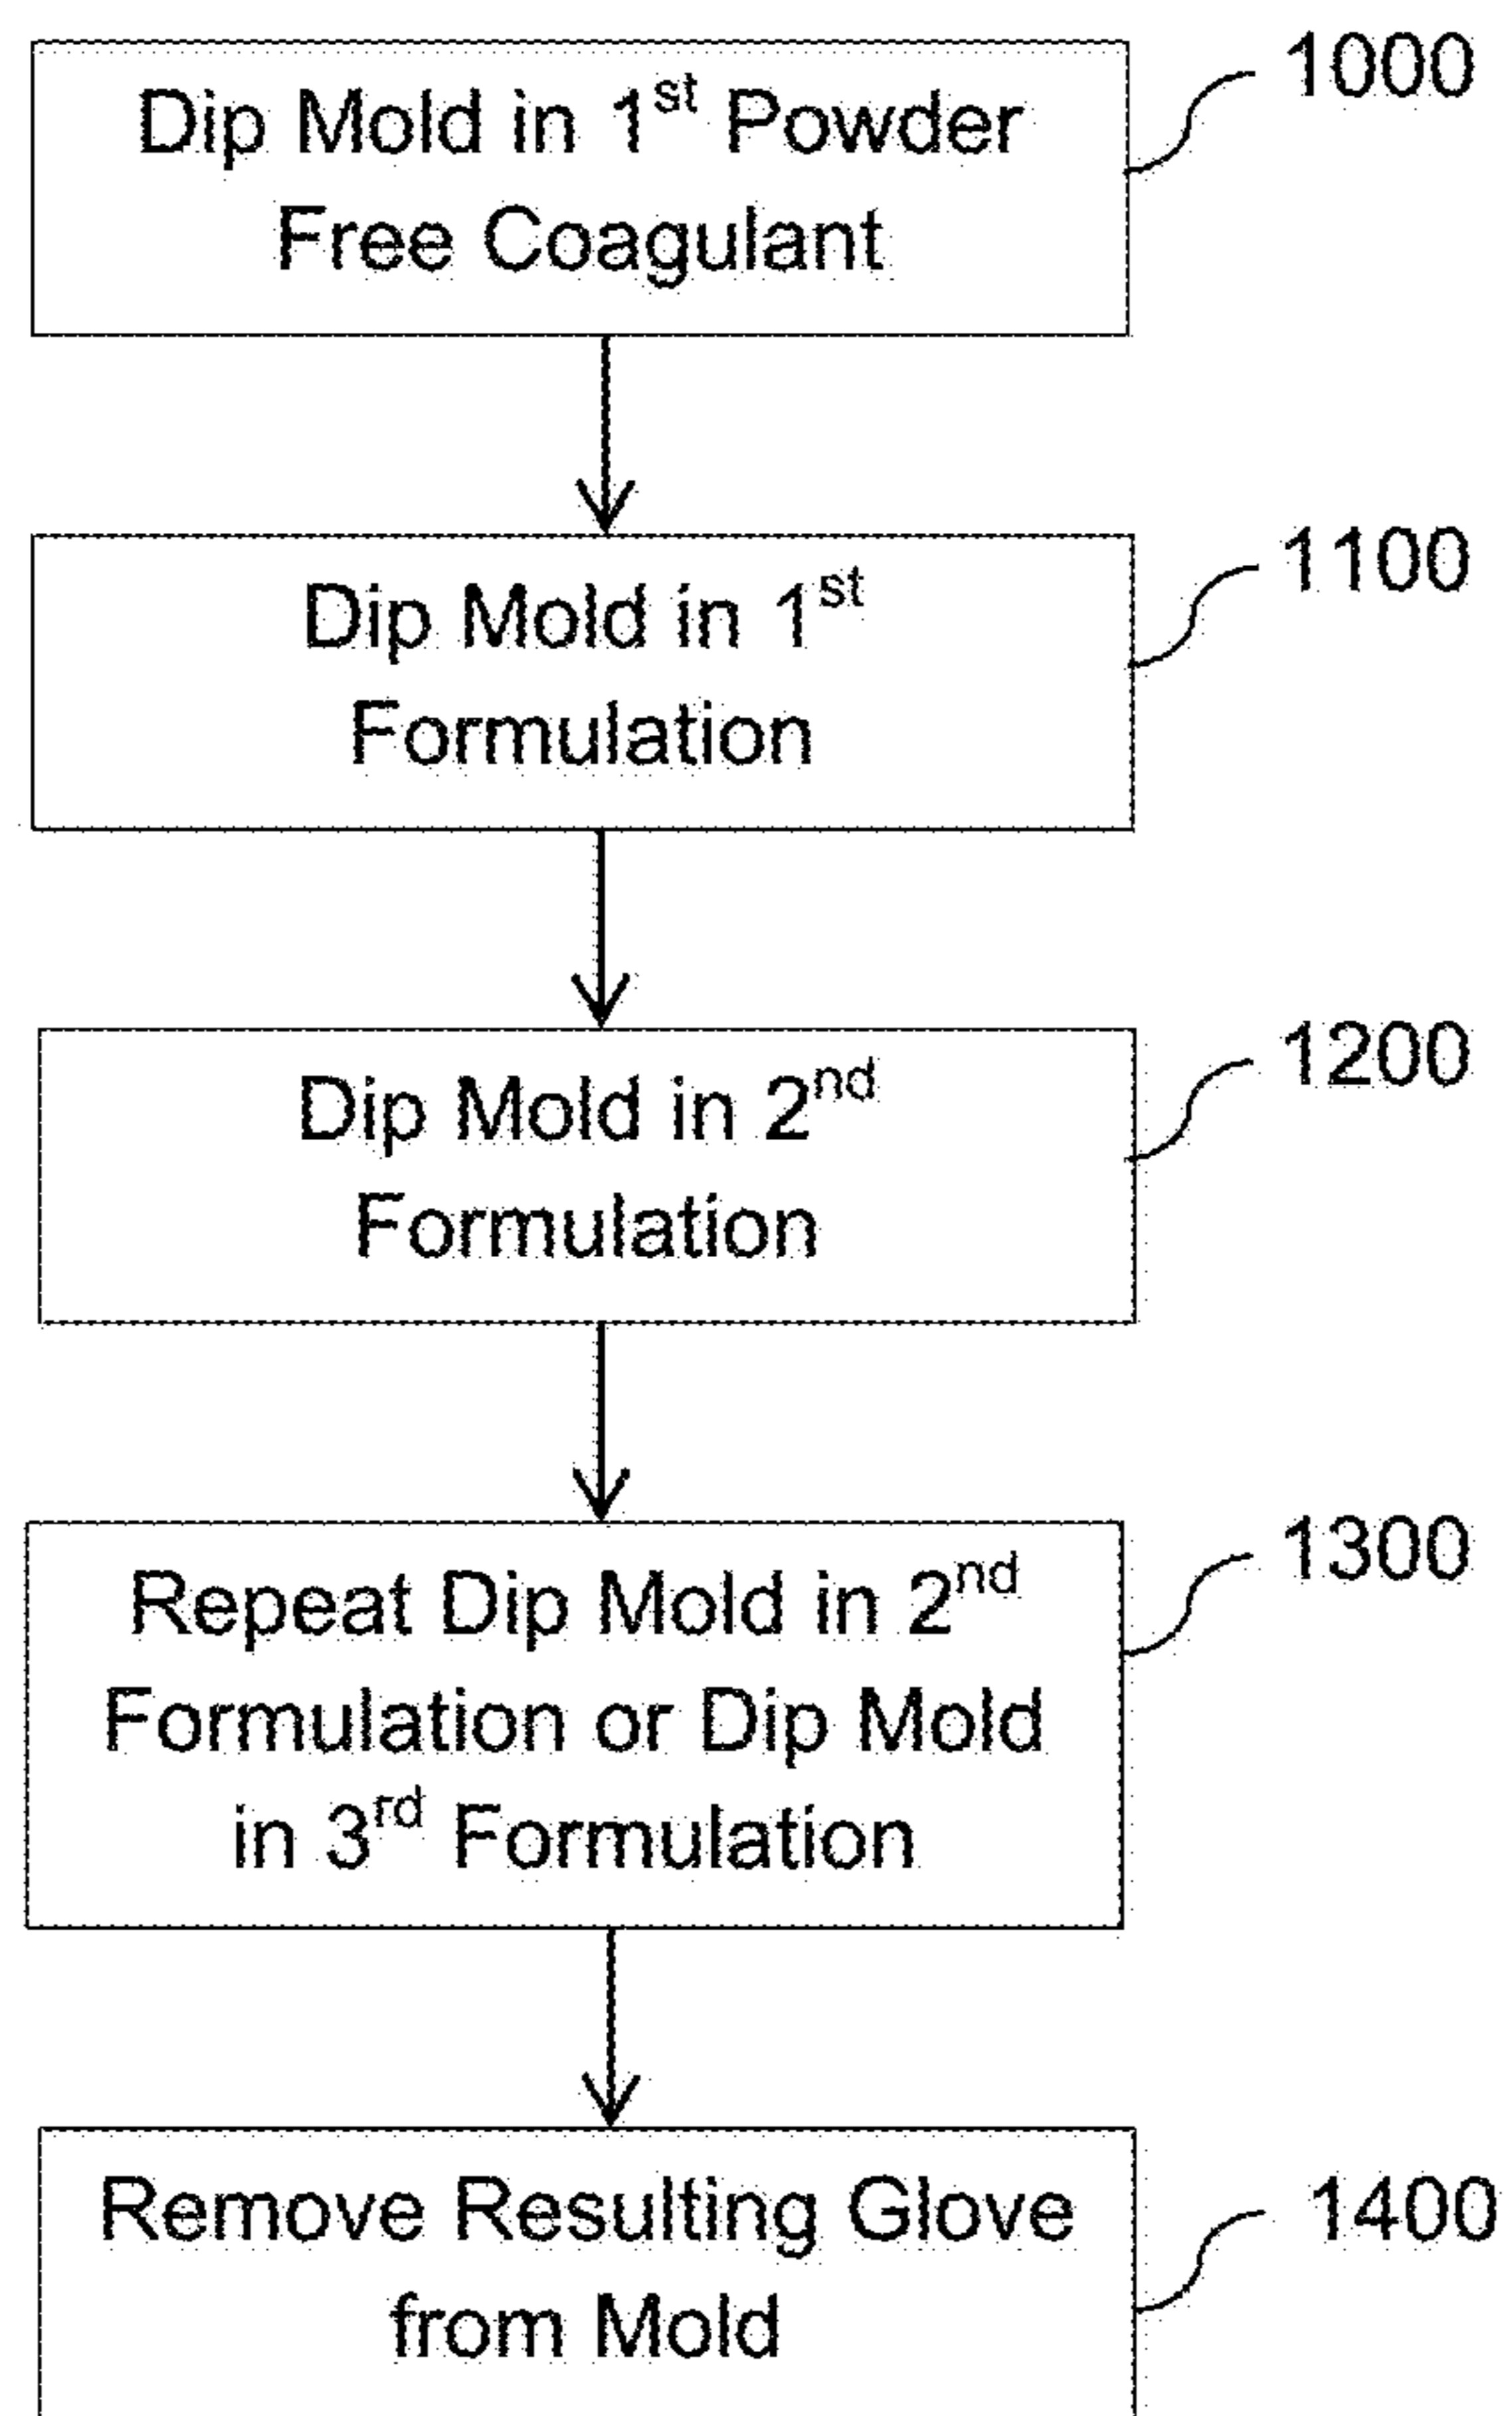 Dip Mold in 1st Powder
Free Coagulant
1000
Dip Mold in 1st
Formulation
1100
Dip Mold in 2nd
Formulation
1200
Repeat Dip Mold in 2nd
Formulation or Dip Mold
in 3rd Formulation
1300
Remove Resulting Glove
from Mold
1400